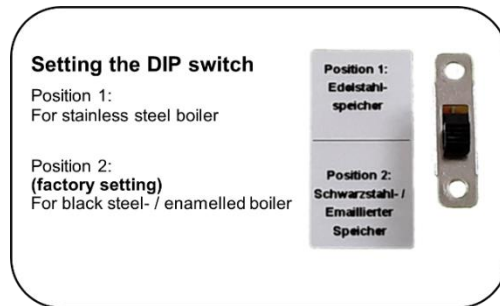 Setting the DIP switch
Position 1:
For stainless steel boiler
Position 2:
(factory setting)
For black steel- / enamelled boiler
Position 1:
Edelstahl-
speicher
Position 2:
Schwarzstahl- /
Emaillierter
Speicher